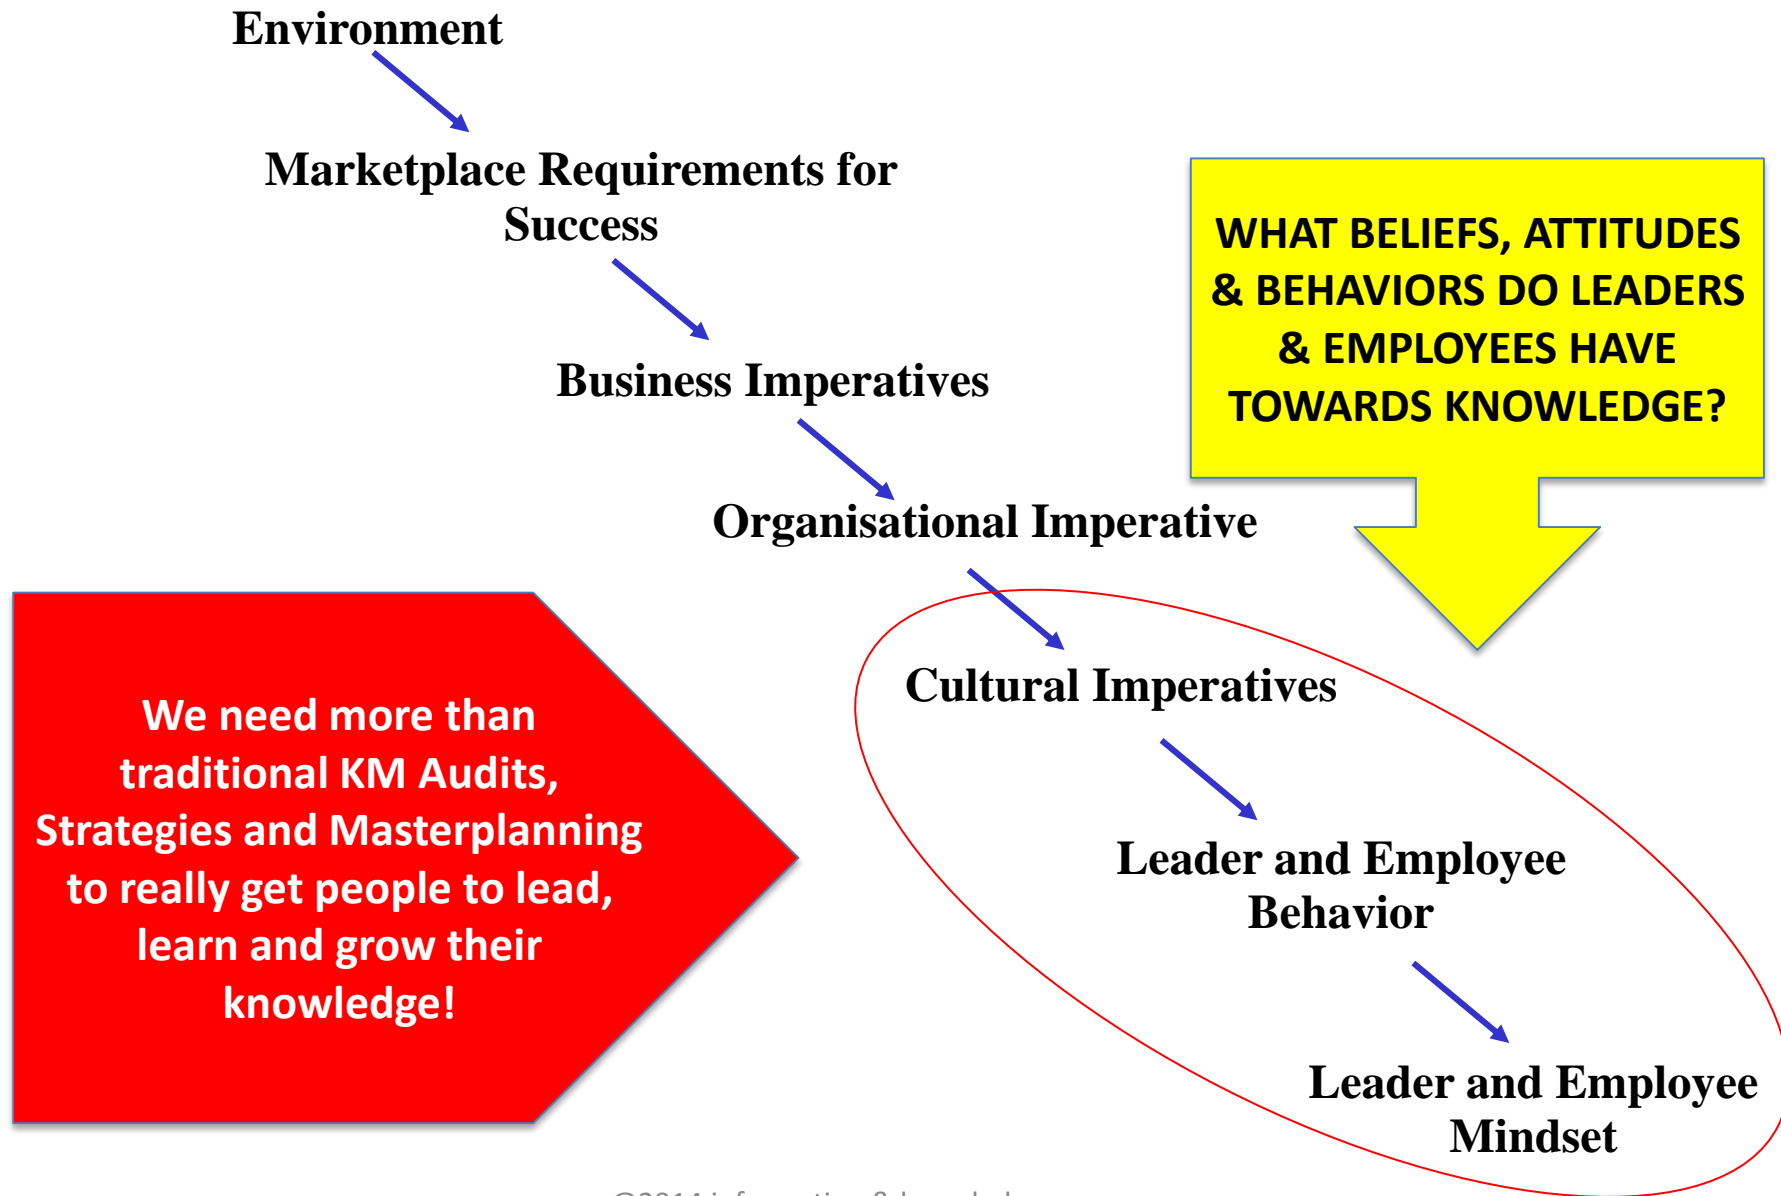 Environment
Marketplace Requirements for
Success
Business Imperatives
Organisational Imperative
Cultural Imperatives
Leader and Employee
Behavior
Leader and Employee
Mindset
WHAT BELIEFS, ATTITUDES
& BEHAVIORS DO LEADERS
& EMPLOYEES HAVE
TOWARDS KNOWLEDGE?
We need more than
traditional KM Audits,
Strategies and Masterplanning
to really get people to lead,
learn and grow their
knowledge!
©2014 information &